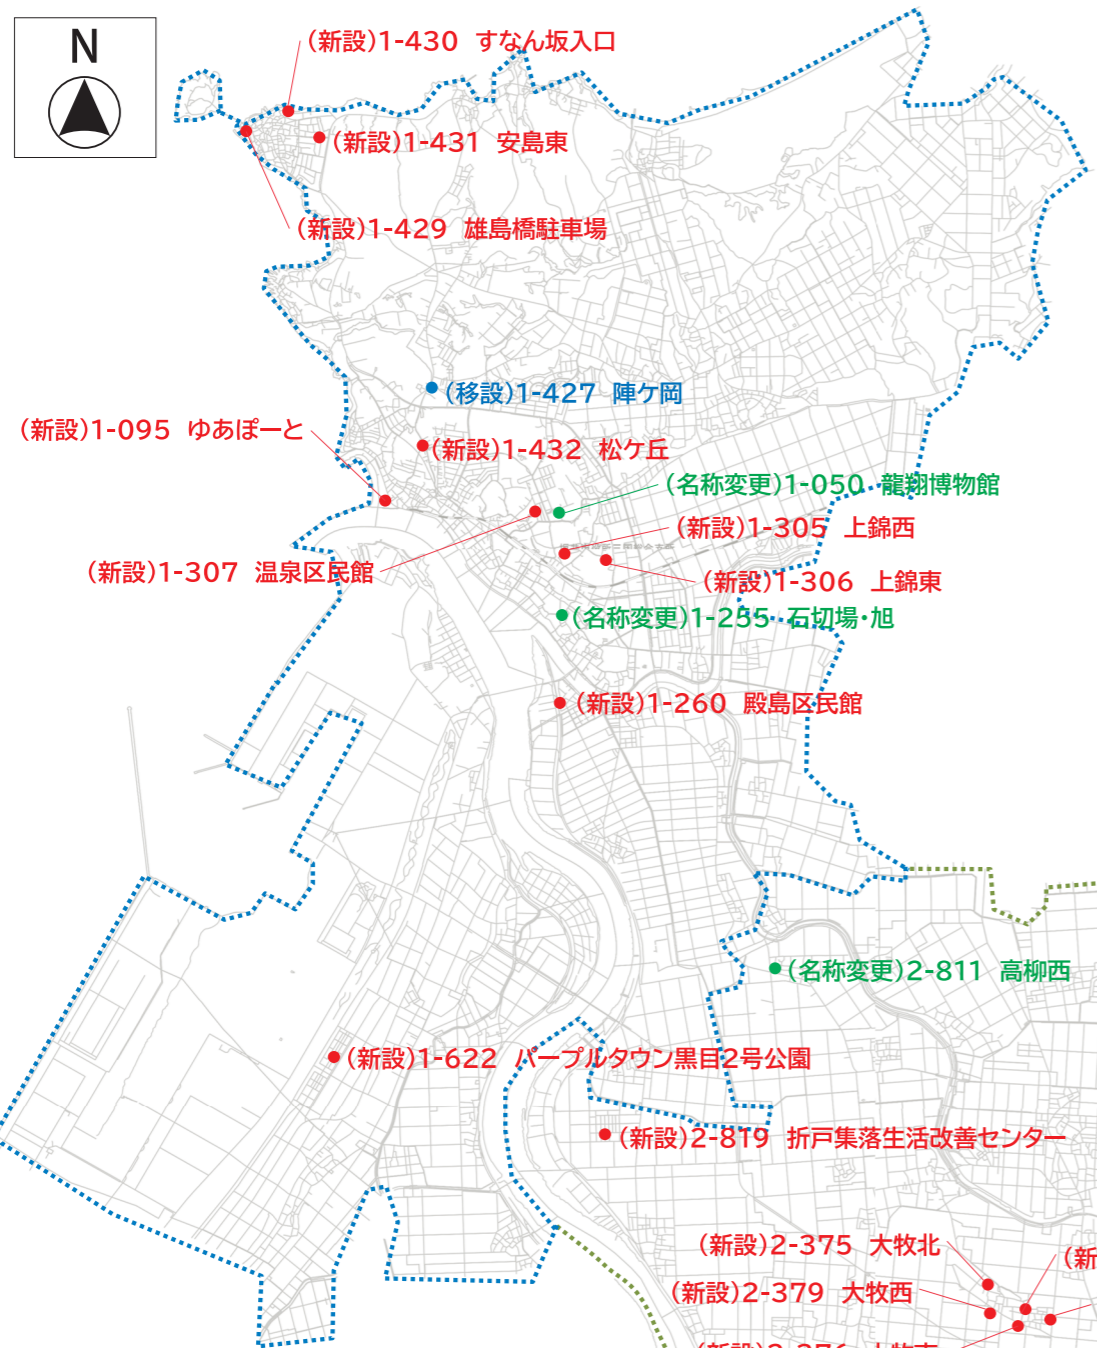 N
(新設)1-430 すなん坂入口
(新設)1-431 安島東
(新設)1-429 雄島橋駐車場
(移設)1-427 陣ケ岡
(新設)1-095 ゆあぽーと
(新設)1-432 松ケ丘
(名称変更)1-050 龍翔博物館
(新設)1-305 上錦西
(新設)1-307 温泉区民館
(新設)1-306 上錦東
(名称変更)1-255 石切場・旭
(新設)1-260 殿島区民館
(名称変更)2-811 高柳西
(新設)1-622 パープルタウン黒目2号公園
(新設)2-819 折戸集落生活改善センター
(新設)2-375 大牧北
(新
(新設)2-379 大牧西
(新設)2-376 大牧東